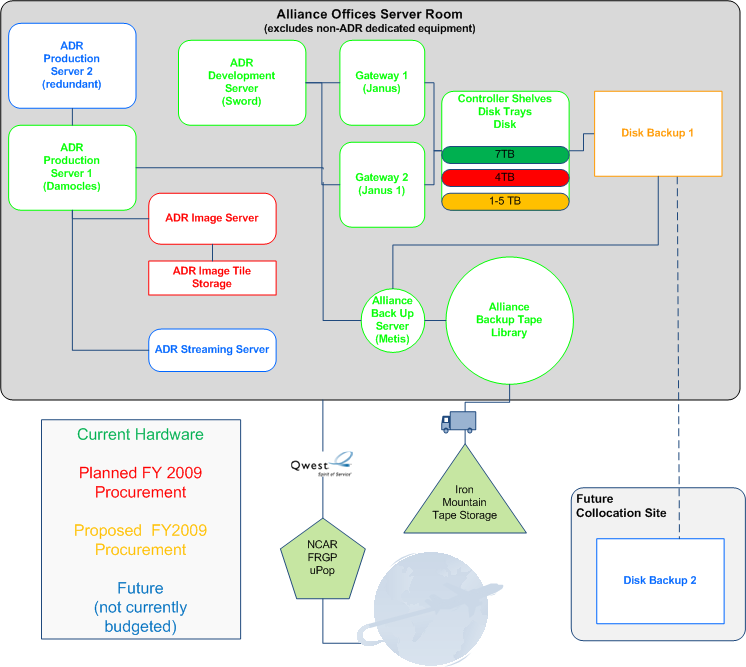 Alliance Offices Server Room
(excludes non-ADR dedicated equipment)
ADR
Production
Server 2
(redundant)
ADR
Development
Server
(Sword)
Gateway 1
(Janus)
Controller Shelves
Disk Trays
Disk
7TB
4TB
1-5 TB
Disk Backup 1
ADR
Production
Server 1
(Damocles)
Gateway 2
(Janus 1)
ADR Image Server
ADR Image Tile
Storage
ADR Streaming Server
Alliance
Back Up
Server
(Metis)
Alliance
Backup Tape
Library
Current Hardware
Planned FY 2009
Procurement
Proposed  FY2009
Procurement
Future
(not currently
budgeted)
Qwest
Spirit of Service
NCAR
FRGP
uPop
Iron
Mountain
Tape Storage
Future
Collocation Site
Disk Backup 2